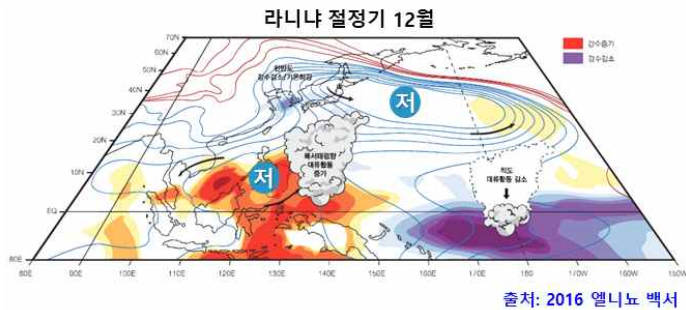 라니냐 절정기 12월
70N
60N
50N
40N
30N
20N
10N
EQ
강수증가
강수감소
한반도
강수감소/기온하강
저
북서태평양
대류활동
증가
저
적도
대류활동 감소
80E
90E
100E
110E
120E
130E
140E
150E
160E
170E
180
170W
160W
150W
출처: 2016 엘니뇨 백서